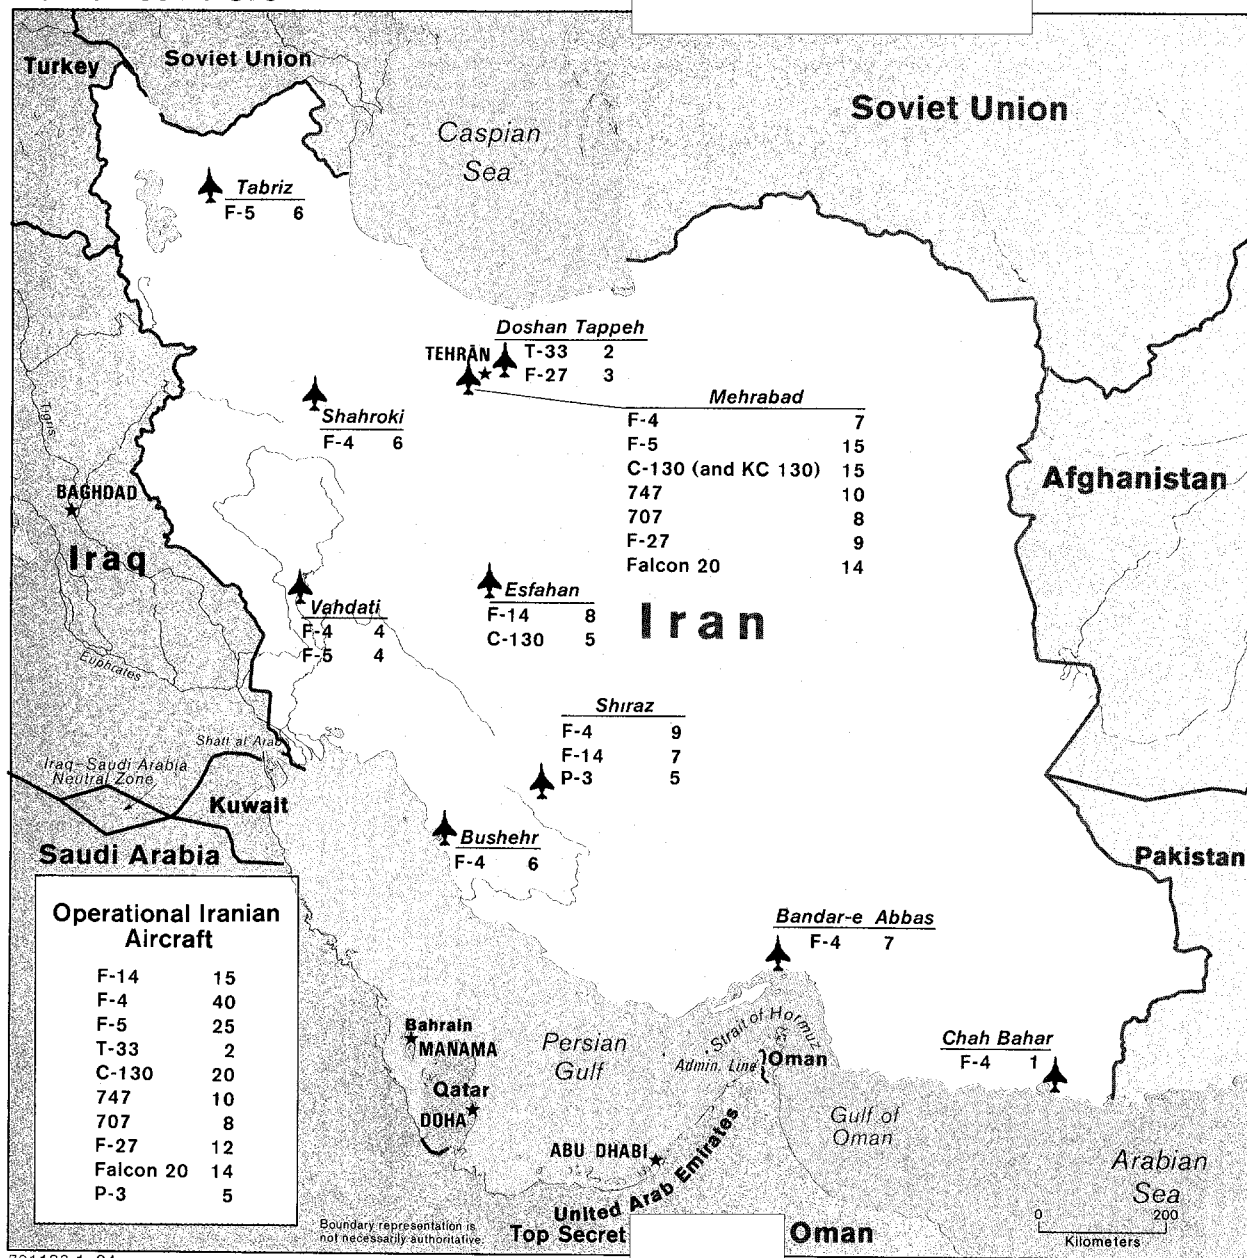 Turkey
Soviet Union
Soviet Union
Caspian
Sea
Tabriz
F-5 6
Doshan Tappeh
T-33 2
F-27 3
TEHRĀN
Mehrabad
F-4 7
F-5 15
C-130 (and KC 130) 15
747 10
707 8
F-27 9
Falcon 20 14
Shahroki
F-4 6
Tigris
BAGHDAD
Iraq
Afghanistan
Vahdati
F-4 4
F-5 4
Esfahan
F-14 8
C-130 5
Iran
Euphrates
Shiraz
F-4 9
F-14 7
P-3 5
Shatt al Arab
Iraq-Saudi Arabia
Neutral Zone
Kuwait
Saudi Arabia
Bushehr
F-4 6
Pakistan
Bandar-e Abbas
F-4 7
Operational Iranian
Aircraft
F-14 15
F-4 40
F-5 25
T-33 2
C-130 20
747 10
707 8
F-27 12
Falcon 20 14
P-3 5
Bahrain
MANAMA
Qatar
DOHA
Persian
Gulf
Strait of Hormuz
Admin. Line
Oman
Chah Bahar
F-4 1
Gulf of
Oman
ABU DHABI
United Arab Emirates
Arabian
Sea
Boundary representation is
not necessarily authoritative.
Top Secret
Oman
0 200
Kilometers